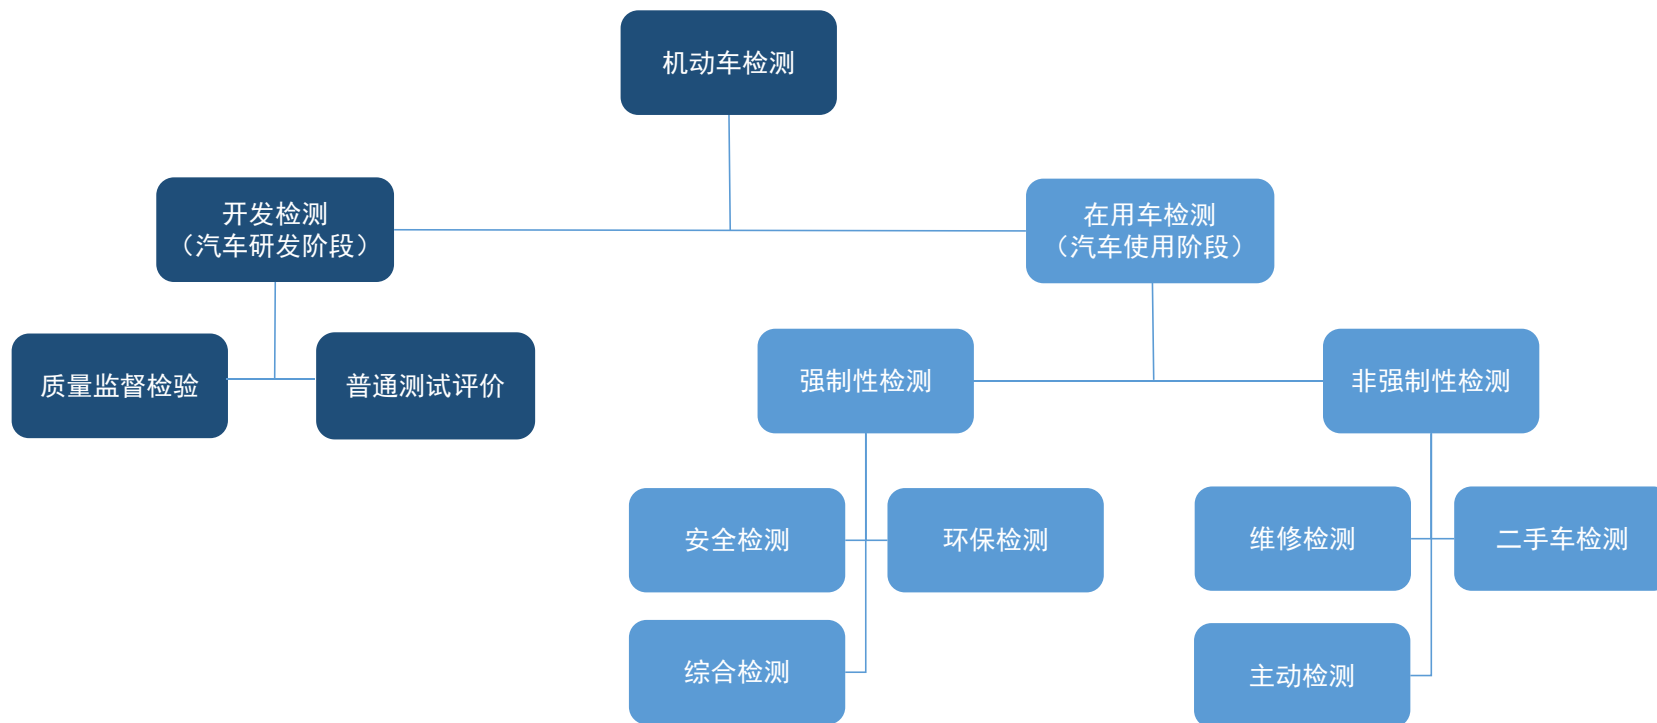 机动车检测
开发检测
（汽车研发阶段）
在用车检测
（汽车使用阶段）
质量监督检验
普通测试评价
强制性检测
非强制性检测
安全检测
环保检测
维修检测
二手车检测
综合检测
主动检测